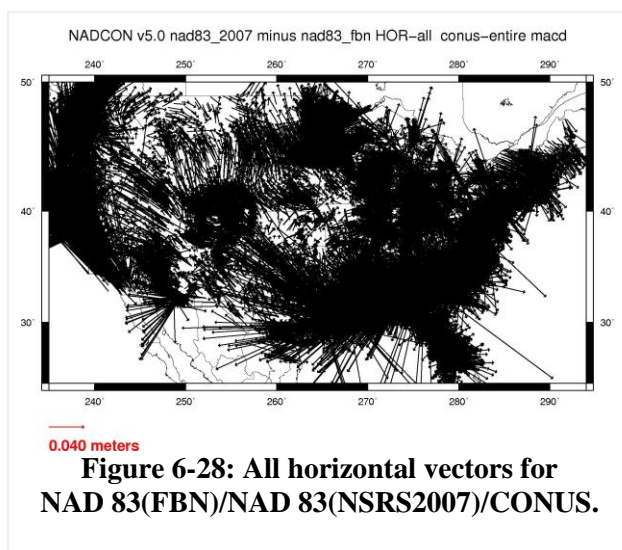 NADCON v5.0 nad83_2007 minus nad83_fbn HOR-all conus-entire macd
240° 250° 260° 270° 280° 290°
50° 50°
40° 40°
30° 30°
240° 250° 260° 270° 280° 290°
0.040 meters
Figure 6-28: All horizontal vectors for
NAD 83(FBN)/NAD 83(NSRS2007)/CONUS.